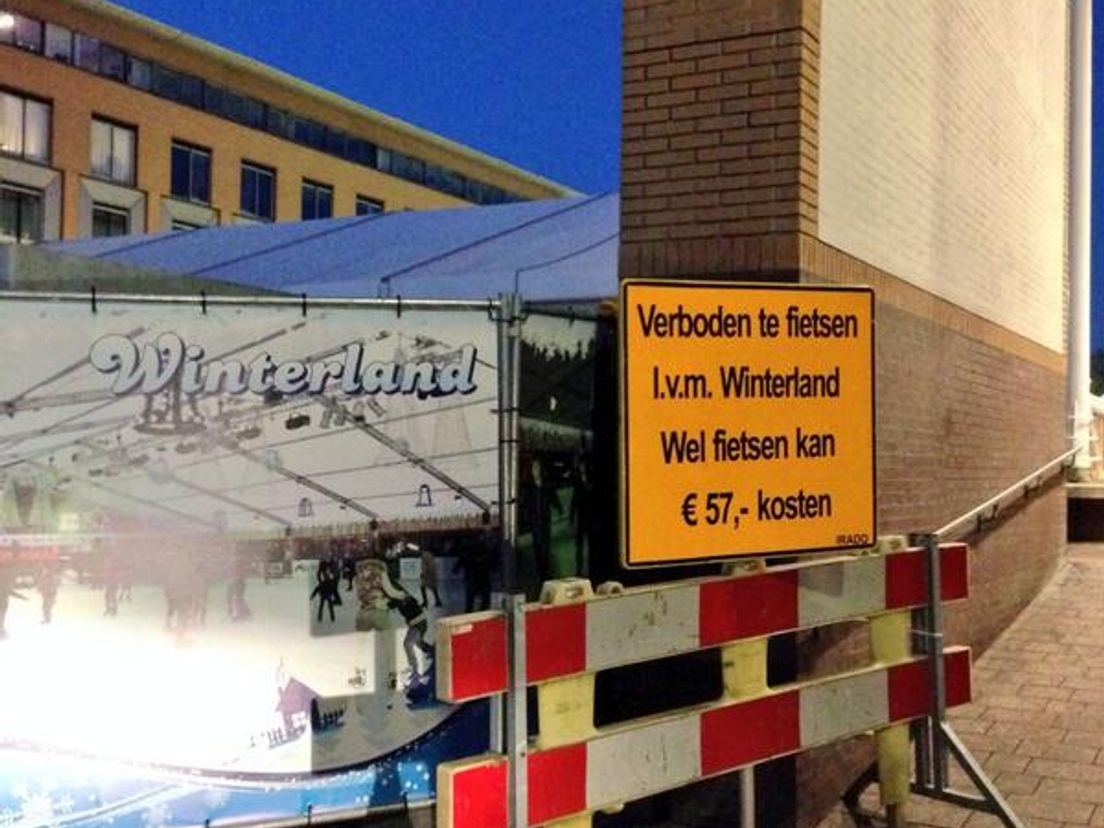 Winterland
Verboden te fietsen
I.v.m. Winterland
Wel fietsen kan
€ 57,- kosten
IRADO